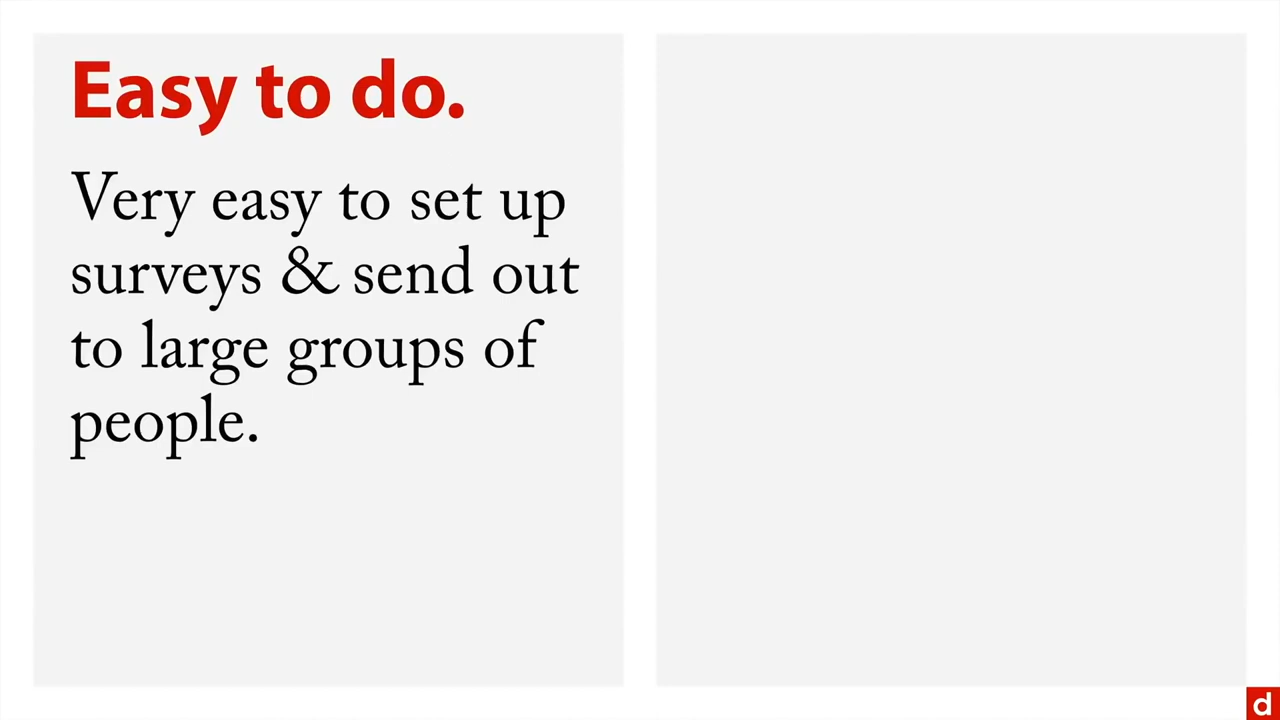 Easy to do.
Very easy to set up
surveys & send out
to large groups of
people.
d